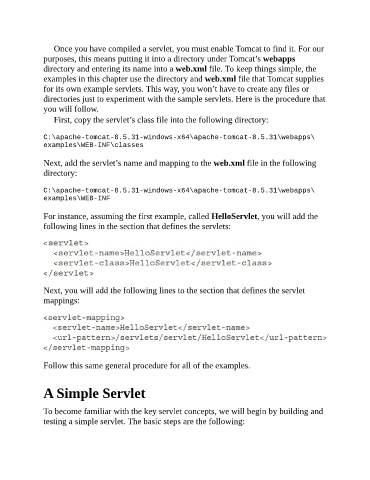 Once you have compiled a servlet, you must enable Tomcat to find it. For our
purposes, this means putting it into a directory under Tomcat's webapps
directory and entering its name into a web.xml file. To keep things simple, the
examples in this chapter use the directory and web.xml file that Tomcat supplies
for its own example servlets. This way, you won't have to create any files or
directories just to experiment with the sample servlets. Here is the procedure that
you will follow.
First, copy the servlet's class file into the following directory:
C:\apache-tomcat-8.5.31-windows-x64\apache-tomcat-8.5.31\webapps\
examples\WEB-INF\classes
Next, add the servlet's name and mapping to the web.xml file in the following
directory:
C:\apache-tomcat-8.5.31-windows-x64\apache-tomcat-8.5.31\webapps\
examples\WEB-INF
For instance, assuming the first example, called HelloServlet, you will add the
following lines in the section that defines the servlets:
<servlet>
<servlet-name>HelloServlet</servlet-name>
<servlet-class>HelloServlet</servlet-class>
</servlet>
Next, you will add the following lines to the section that defines the servlet
mappings:
<servlet-mapping>
<servlet-name>HelloServlet</servlet-name>
<url-pattern>/servlets/servlet/HelloServlet</url-pattern>
</servlet-mapping>
Follow this same general procedure for all of the examples.
A Simple Servlet
To become familiar with the key servlet concepts, we will begin by building and
testing a simple servlet. The basic steps are the following: